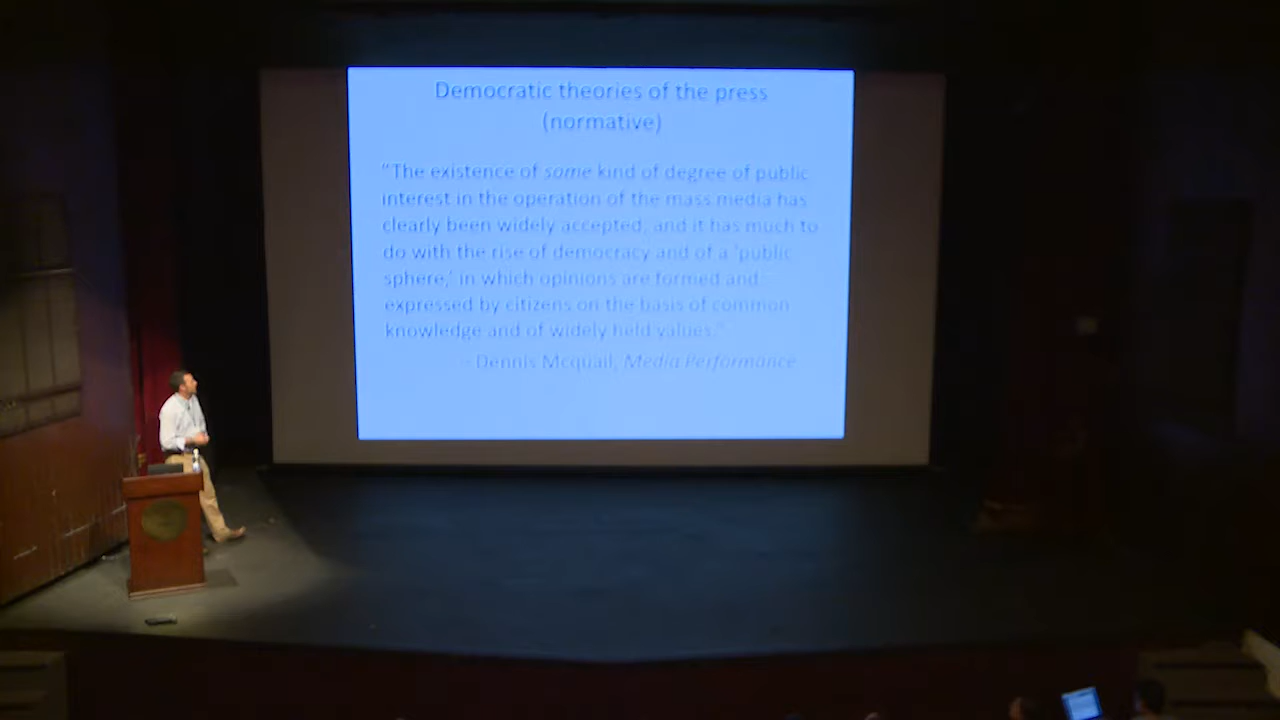 Democratic theories of the press
(normative)
“The existence of some kind of degree of public
interest in the operation of the mass media has
clearly been widely accepted, and it has much to
do with the rise of democracy and of a ‘public
sphere,’ in which opinions are formed and
expressed by citizens on the basis of common
knowledge and of widely held values.”
– Dennis Mcquail, Media Performance